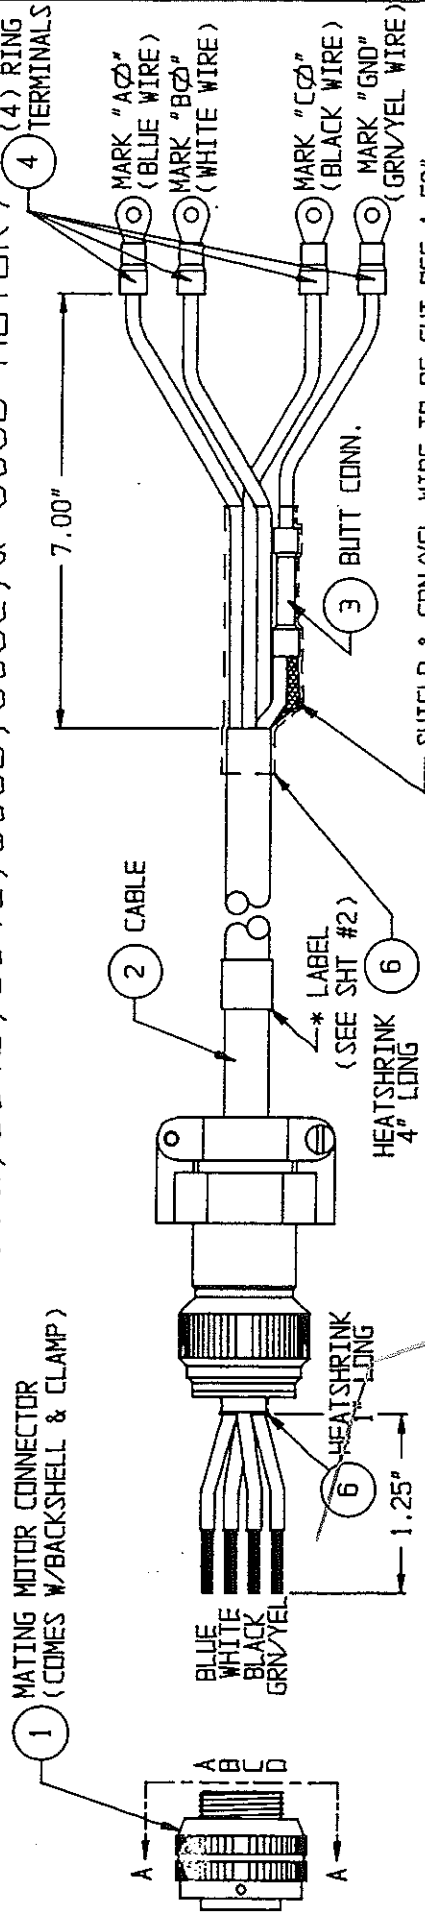 (4) RING
TERMINALS
4
MARK "AØ"
(BLUE WIRE)
MARK "BØ"
(WHITE WIRE)
MARK "CØ"
(BLACK WIRE)
MARK "GND"
(GRN/YEL WIRE)
7.00"
3 BUTT CONN.
2 CABLE
* LABEL
(SEE SHT #2)
6
HEATSHRINK
4" LONG
1 MATING MOTOR CONNECTOR
(COMES W/BACKSHELL & CLAMP)
6 HEATSHRINK
1" LONG
1.25"
BLUE
WHITE
BLACK
GRN/YEL
A
B
C
D
A
A